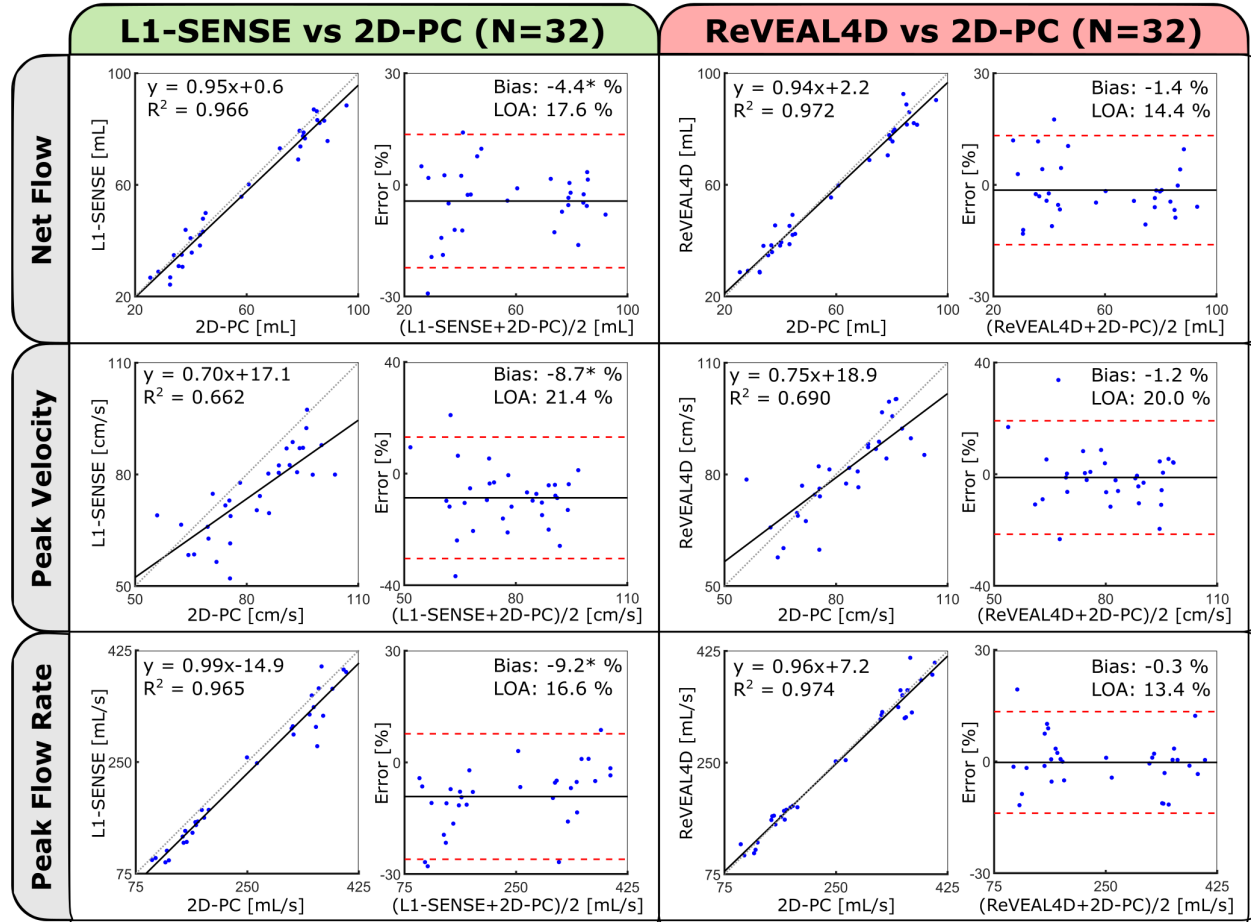 L1-SENSE vs 2D-PC (N=32)
ReVEAL4D vs 2D-PC (N=32)
Net Flow
100
60
20
L1-SENSE [mL]
y = 0.95x+0.6
R² = 0.966
20 60 100
2D-PC [mL]
30
0
-30
Error [%]
Bias: -4.4* %
LOA: 17.6 %
20 60 100
(L1-SENSE+2D-PC)/2 [mL]
100
60
20
ReVEAL4D [mL]
y = 0.94x+2.2
R² = 0.972
20 60 100
2D-PC [mL]
30
0
-30
Error [%]
Bias: -1.4 %
LOA: 14.4 %
20 60 100
(ReVEAL4D+2D-PC)/2 [mL]
Peak Velocity
110
80
50
L1-SENSE [cm/s]
y = 0.70x+17.1
R² = 0.662
50 80 110
2D-PC [cm/s]
40
0
-40
Error [%]
Bias: -8.7* %
LOA: 21.4 %
50 80 110
(L1-SENSE+2D-PC)/2 [cm/s]
110
80
50
ReVEAL4D [cm/s]
y = 0.75x+18.9
R² = 0.690
50 80 110
2D-PC [cm/s]
40
0
-40
Error [%]
Bias: -1.2 %
LOA: 20.0 %
50 80 110
(ReVEAL4D+2D-PC)/2 [cm/s]
Peak Flow Rate
425
250
75
L1-SENSE [mL/s]
y = 0.99x-14.9
R² = 0.965
75 250 425
2D-PC [mL/s]
30
0
-30
Error [%]
Bias: -9.2* %
LOA: 16.6 %
75 250 425
(L1-SENSE+2D-PC)/2 [mL/s]
425
250
75
ReVEAL4D [mL/s]
y = 0.96x+7.2
R² = 0.974
75 250 425
2D-PC [mL/s]
30
0
-30
Error [%]
Bias: -0.3 %
LOA: 13.4 %
75 250 425
(ReVEAL4D+2D-PC)/2 [mL/s]